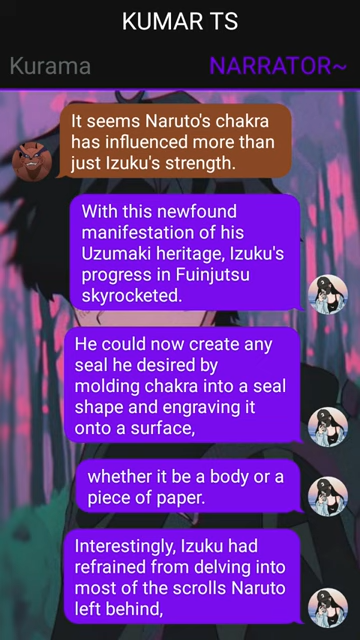 KUMAR TS
Kurama
NARRATOR~
It seems Naruto's chakra
has influenced more than
just Izuku's strength.
With this newfound
manifestation of his
Uzumaki heritage, Izuku's
progress in Fuinjutsu
skyrocketed.
He could now create any
seal he desired by
molding chakra into a seal
shape and engraving it
onto a surface,
whether it be a body or a
piece of paper.
Interestingly, Izuku had
refrained from delving into
most of the scrolls Naruto
left behind,